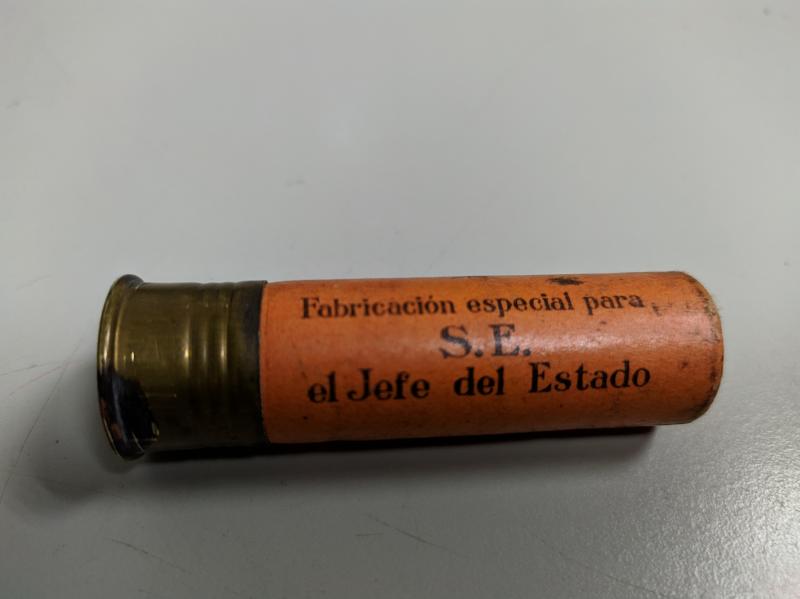 Fabricación especial para
S.E.
el Jefe del Estado